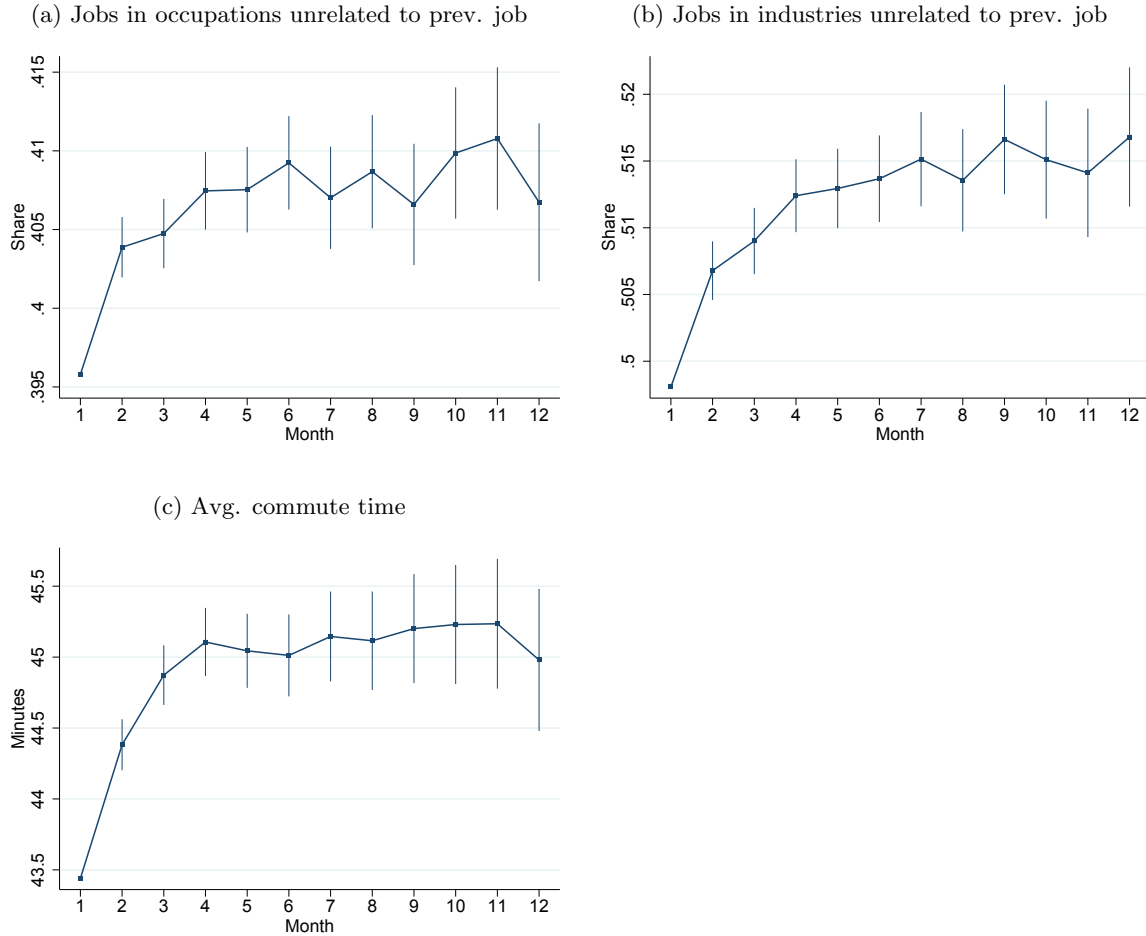 (a) Jobs in occupations unrelated to prev. job
.415
.41
.405
.4
.395
Share
1 2 3 4 5 6 7 8 9 10 11 12
Month
(b) Jobs in industries unrelated to prev. job
.52
.515
.51
.505
.5
Share
1 2 3 4 5 6 7 8 9 10 11 12
Month
(c) Avg. commute time
45.5
45
44.5
44
43.5
Minutes
1 2 3 4 5 6 7 8 9 10 11 12
Month